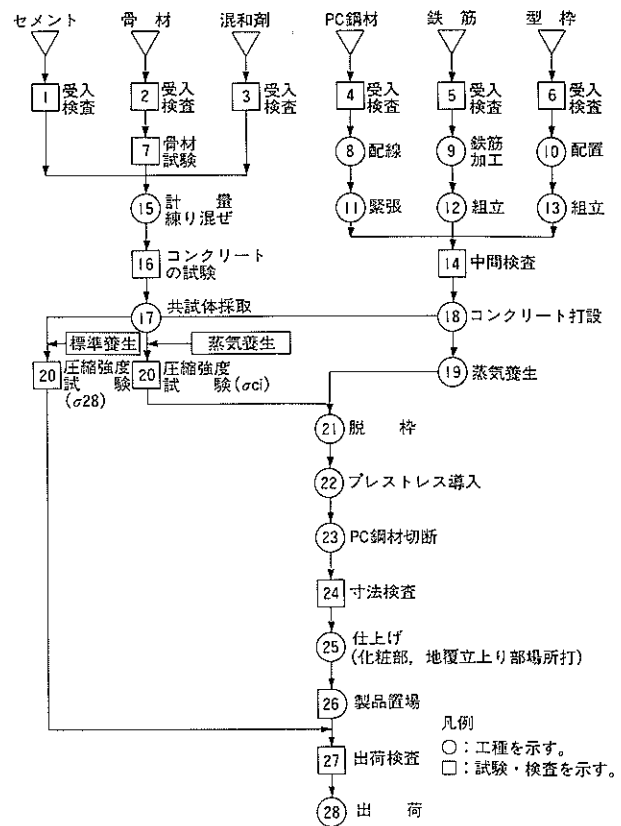 セメント 骨材 混和剤 PC鋼材 鉄筋 型枠
1 受入検査 2 受入検査 3 受入検査 4 受入検査 5 受入検査 6 受入検査
7 骨材試験 8 配線 9 鉄筋加工 10 配置
15 計量練り混ぜ 11 緊張 12 組立 13 組立
16 コンクリートの試験 14 中間検査
17 共試体採取 18 コンクリート打設
標準養生 蒸気養生
20 圧縮強度試験(σ28) 20 圧縮強度試験(σci) 19 蒸気養生
21 脱枠
22 プレストレス導入
23 PC鋼材切断
24 寸法検査
25 仕上げ
(化粧部，地覆立上り部場所打)
26 製品置場
凡例
○：工種を示す。
□：試験・検査を示す。
27 出荷検査
28 出荷